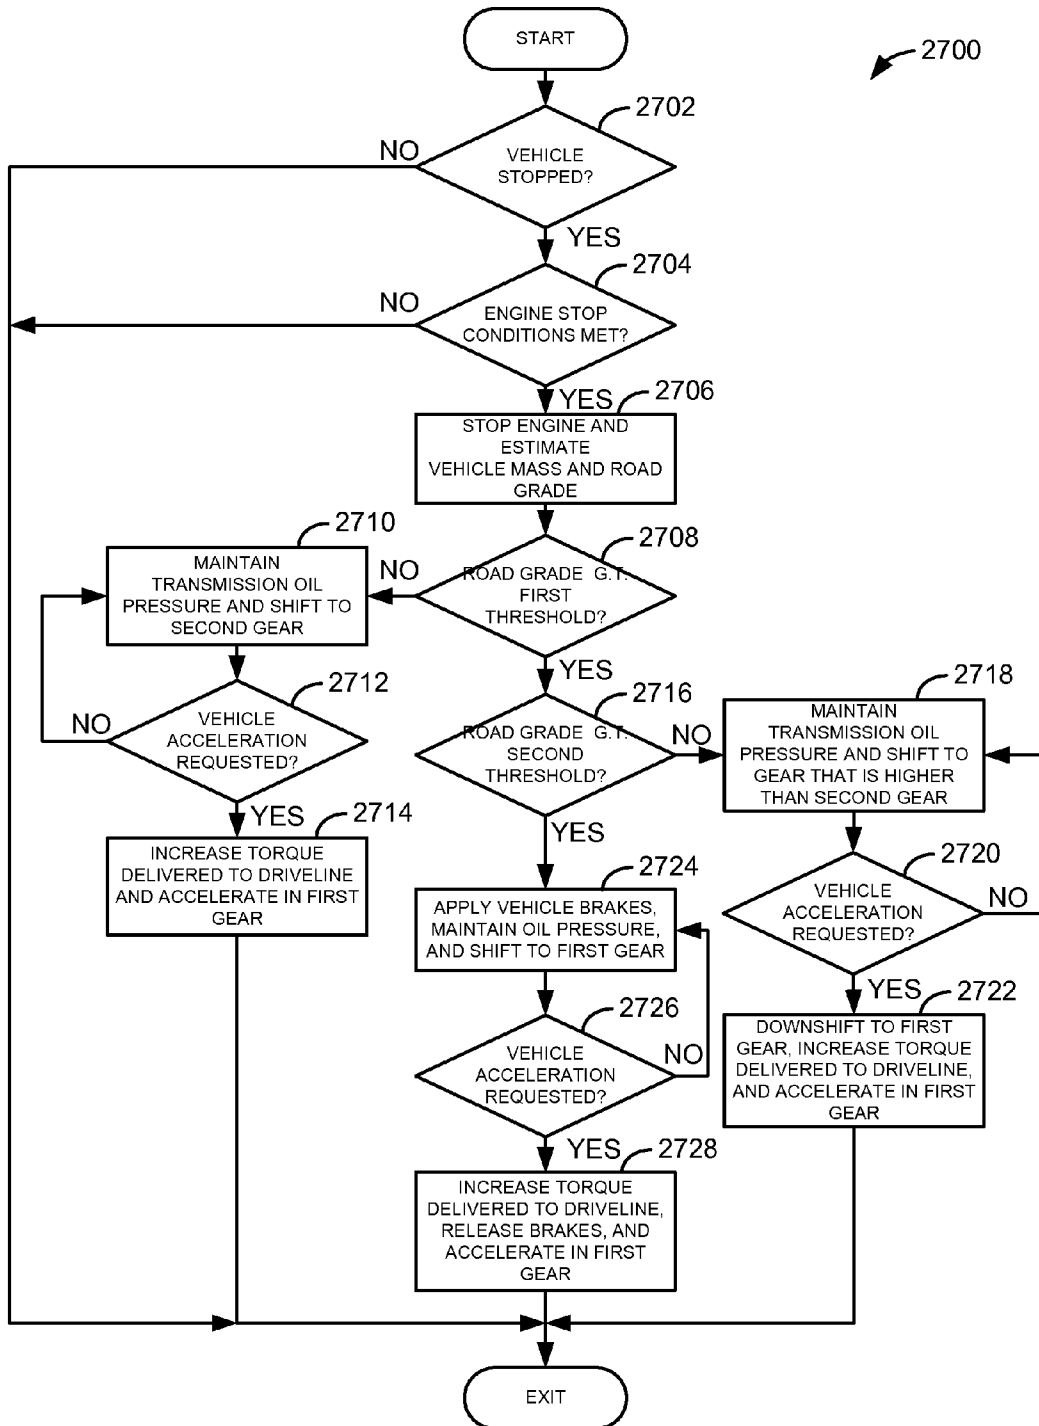 START
2700
2702
NO
VEHICLE
STOPPED?
YES
2704
NO
ENGINE STOP
CONDITIONS MET?
YES
2706
STOP ENGINE AND
ESTIMATE
VEHICLE MASS AND ROAD
GRADE
2710
MAINTAIN
TRANSMISSION OIL
PRESSURE AND SHIFT TO
SECOND GEAR
NO
2708
ROAD GRADE G.T.
FIRST
THRESHOLD?
YES
2712
NO
VEHICLE
ACCELERATION
REQUESTED?
YES
2714
INCREASE TORQUE
DELIVERED TO DRIVELINE
AND ACCELERATE IN FIRST
GEAR
2716
ROAD GRADE G.T.
SECOND
THRESHOLD?
NO
YES
2718
MAINTAIN
TRANSMISSION OIL
PRESSURE AND SHIFT TO
GEAR THAT IS HIGHER
THAN SECOND GEAR
2720
VEHICLE
ACCELERATION
REQUESTED?
NO
YES
2722
DOWNSHIFT TO FIRST
GEAR, INCREASE TORQUE
DELIVERED TO DRIVELINE,
AND ACCELERATE IN FIRST
GEAR
2724
APPLY VEHICLE BRAKES,
MAINTAIN OIL PRESSURE,
AND SHIFT TO FIRST GEAR
2726
VEHICLE
ACCELERATION
REQUESTED?
NO
YES
2728
INCREASE TORQUE
DELIVERED TO DRIVELINE,
RELEASE BRAKES, AND
ACCELERATE IN FIRST
GEAR
EXIT